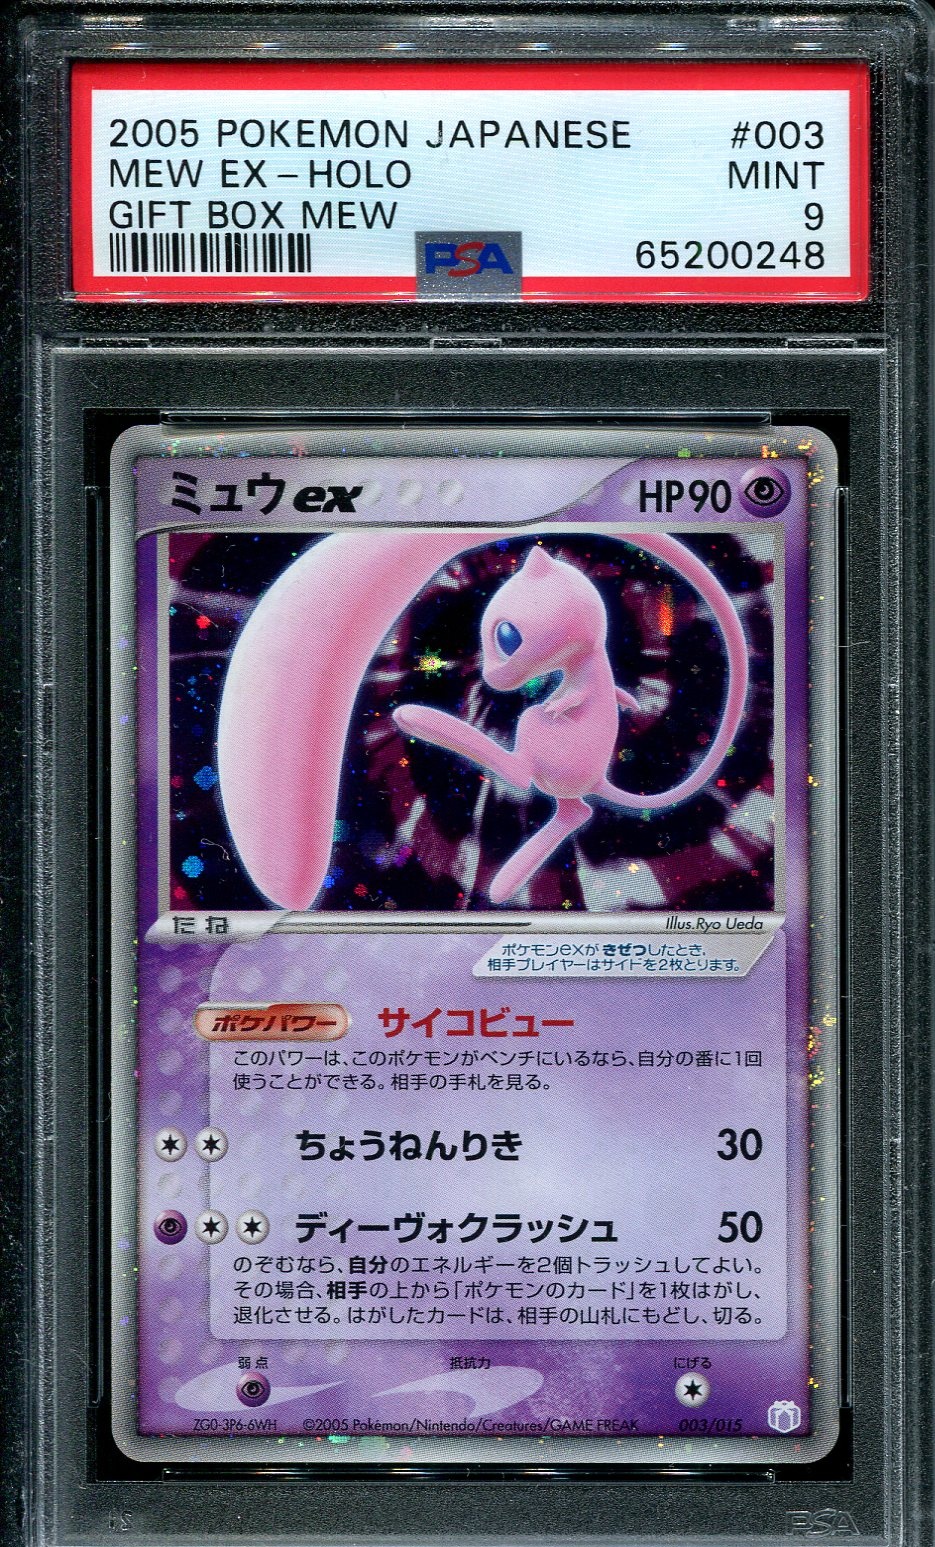 2005 POKEMON JAPANESE #003
MEW EX - HOLO MINT
GIFT BOX MEW 9
PSA 65200248
ミュウex HP90
たね Illus.Ryo Ueda
ポケモンexがきぜつしたとき、
相手プレイヤーはサイドを2枚とります。
ポケパワー サイコビュー
このパワーは、このポケモンがベンチにいるなら、自分の番に1回
使うことができる。相手の手札を見る。
ちょうねんりき 30
ディーヴォクラッシュ 50
のぞむなら、自分のエネルギーを2個トラッシュしてよい。
その場合、相手の上から「ポケモンのカード」を1枚はがし、
退化させる。はがしたカードは、相手の山札にもどし、切る。
弱点 抵抗力 にげる
ZG0-3P6-6WH ©2005 Pokémon/Nintendo/Creatures/GAME FREAK 003/015
PSA